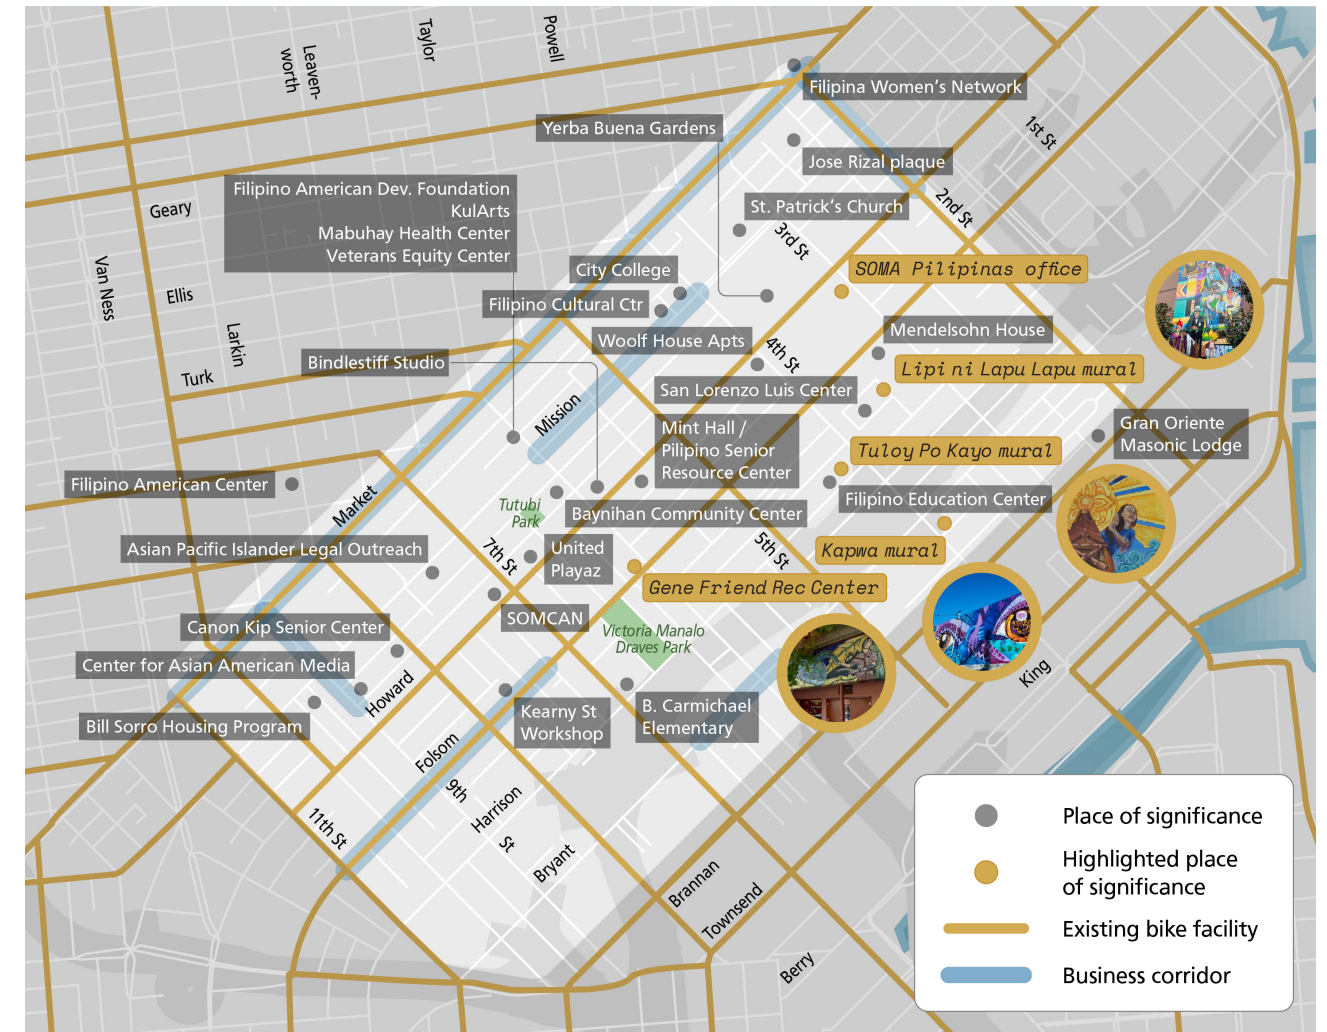 Leaven-
worth
Taylor
Powell
Filipina Women's Network
Yerba Buena Gardens
1st St
Jose Rizal plaque
Filipino American Dev. Foundation
KulArts
Mabuhay Health Center
Veterans Equity Center
Geary
St. Patrick's Church
2nd St
3rd St
Van Ness
City College
SOMA Pilipinas office
Ellis
Filipino Cultural Ctr
Larkin
Woolf House Apts
Mendelsohn House
4th St
Bindlestiff Studio
Turk
Lipi ni Lapu Lapu mural
San Lorenzo Luis Center
Mission
Mint Hall /
Pilipino Senior
Resource Center
Gran Oriente
Masonic Lodge
Tuloy Po Kayo mural
Filipino American Center
Market
Filipino Education Center
Tutubi
Park
Baynihan Community Center
Asian Pacific Islander Legal Outreach
7th St
United
Playaz
5th St
Kapwa mural
Gene Friend Rec Center
SOMCAN
Canon Kip Senior Center
Victoria Manalo
Draves Park
Center for Asian American Media
Howard
King
Bill Sorro Housing Program
Kearny St
Workshop
B. Carmichael
Elementary
Folsom
9th
St
Harrison
11th St
Bryant
Brannan
Townsend
Berry
Place of significance
Highlighted place
of significance
Existing bike facility
Business corridor